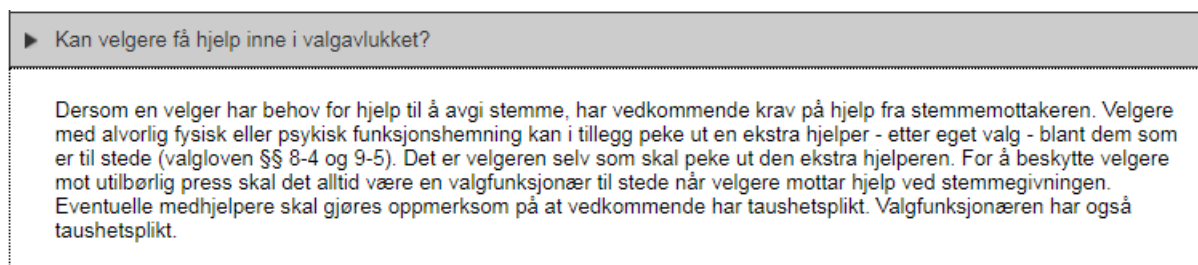 Kan velgere få hjelp inne i valgavlukket?
Dersom en velger har behov for hjelp til å avgi stemme, har vedkommende krav på hjelp fra stemmemottakeren. Velgere
med alvorlig fysisk eller psykisk funksjonshemning kan i tillegg peke ut en ekstra hjelper - etter eget valg - blant dem som
er til stede (valgloven §§ 8-4 og 9-5). Det er velgeren selv som skal peke ut den ekstra hjelperen. For å beskytte velgere
mot utilbørlig press skal det alltid være en valgfunksjonær til stede når velgere mottar hjelp ved stemmegivningen.
Eventuelle medhjelpere skal gjøres oppmerksom på at vedkommende har taushetsplikt. Valgfunksjonæren har også
taushetsplikt.